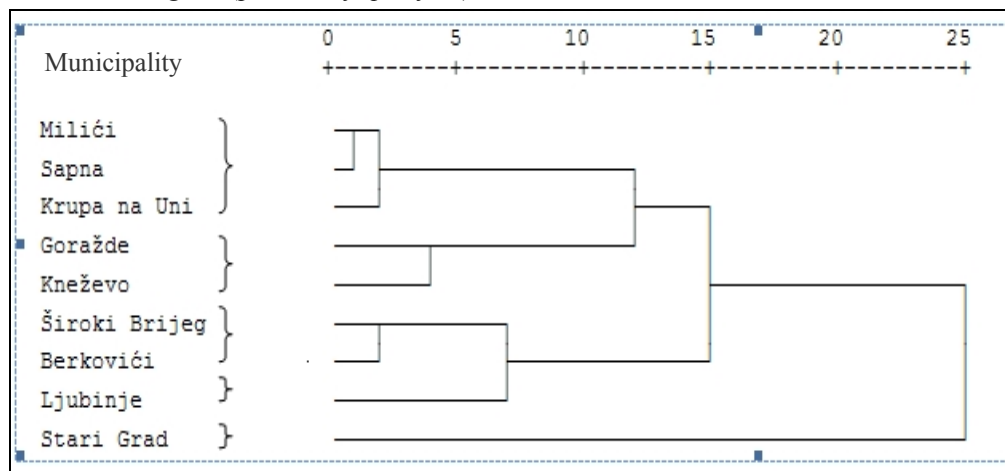 0 5 10 15 20 25
Municipality
+---------+---------+---------+---------+---------+
Milići
Sapna
Krupa na Uni
Goražde
Kneževo
Široki Brijeg
Berkovići
Ljubinje
Stari Grad